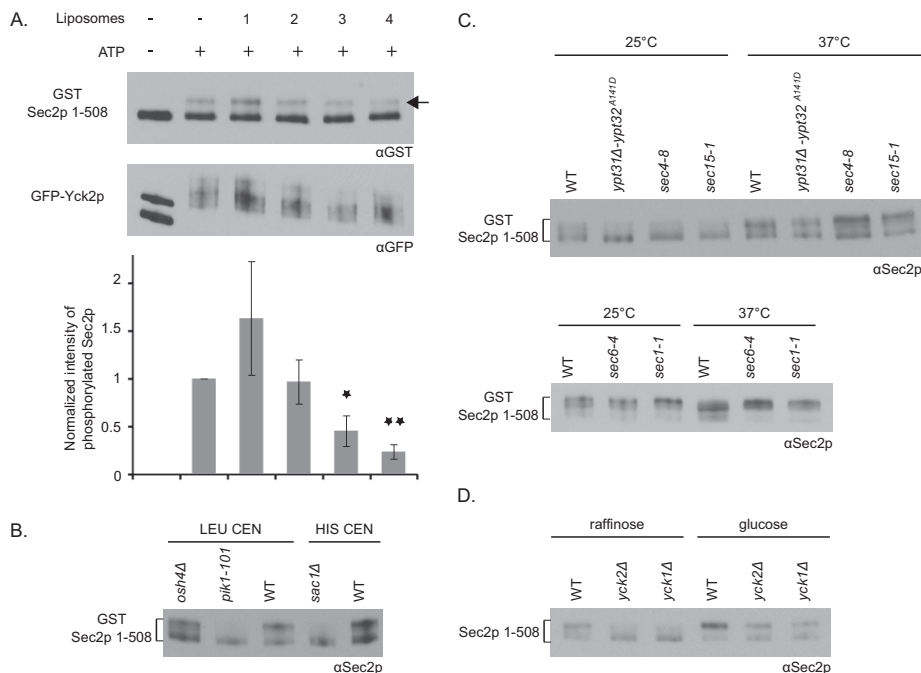 A.
Liposomes - - 1 2 3 4
ATP - + + + + +
GST
Sec2p 1-508
αGST
GFP-Yck2p
αGFP
Normalized intensity of
phosphorylated Sec2p
2
1.5
1
0.5
0
★
★★
B.
LEU CEN HIS CEN
osh4Δ pik1-101 WT sac1Δ WT
GST
Sec2p 1-508
αSec2p
C.
25°C 37°C
WT ypt31Δ-ypt32^A141D sec4-8 sec15-1 WT ypt31Δ-ypt32^A141D sec4-8 sec15-1
GST
Sec2p 1-508
αSec2p
25°C 37°C
WT sec6-4 sec1-1 WT sec6-4 sec1-1
GST
Sec2p 1-508
αSec2p
D.
raffinose glucose
WT yck2Δ yck1Δ WT yck2Δ yck1Δ
Sec2p 1-508
αSec2p